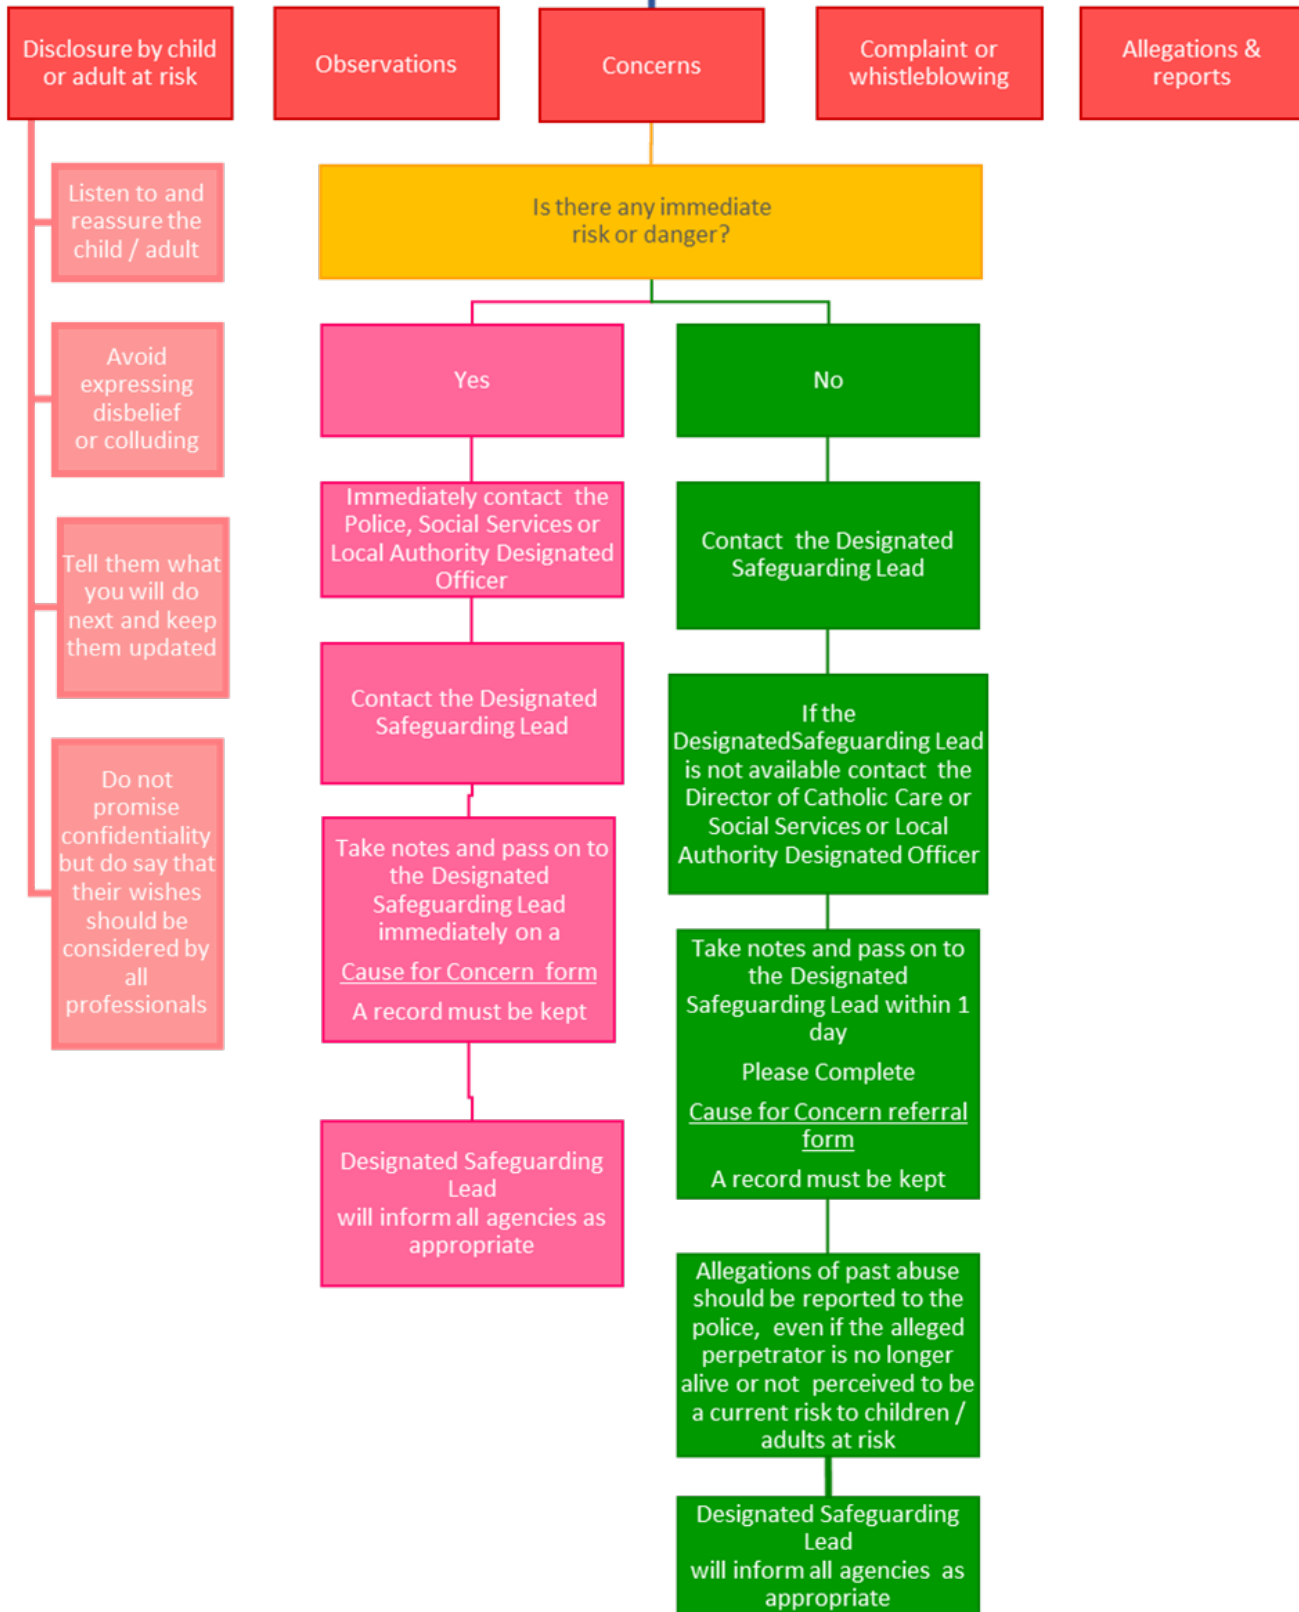 Disclosure by child
or adult at risk
Observations
Concerns
Complaint or
whistleblowing
Allegations &
reports
Listen to and
reassure the
child / adult
Avoid
expressing
disbelief
or colluding
Tell them what
you will do
next and keep
them updated
Do not
promise
confidentiality
but do say that
their wishes
should be
considered by
all
professionals
Is there any immediate
risk or danger?
Yes
Immediately contact the
Police, Social Services or
Local Authority Designated
Officer
Contact the Designated
Safeguarding Lead
Take notes and pass on to
the Designated
Safeguarding Lead
immediately on a
Cause for Concern form
A record must be kept
Designated Safeguarding
Lead
will inform all agencies as
appropriate
No
Contact the Designated
Safeguarding Lead
If the
DesignatedSafeguarding Lead
is not available contact the
Director of Catholic Care or
Social Services or Local
Authority Designated Officer
Take notes and pass on to
the Designated
Safeguarding Lead within 1
day
Please Complete
Cause for Concern referral
form
A record must be kept
Allegations of past abuse
should be reported to the
police, even if the alleged
perpetrator is no longer
alive or not perceived to be
a current risk to children /
adults at risk
Designated Safeguarding
Lead
will inform all agencies as
appropriate